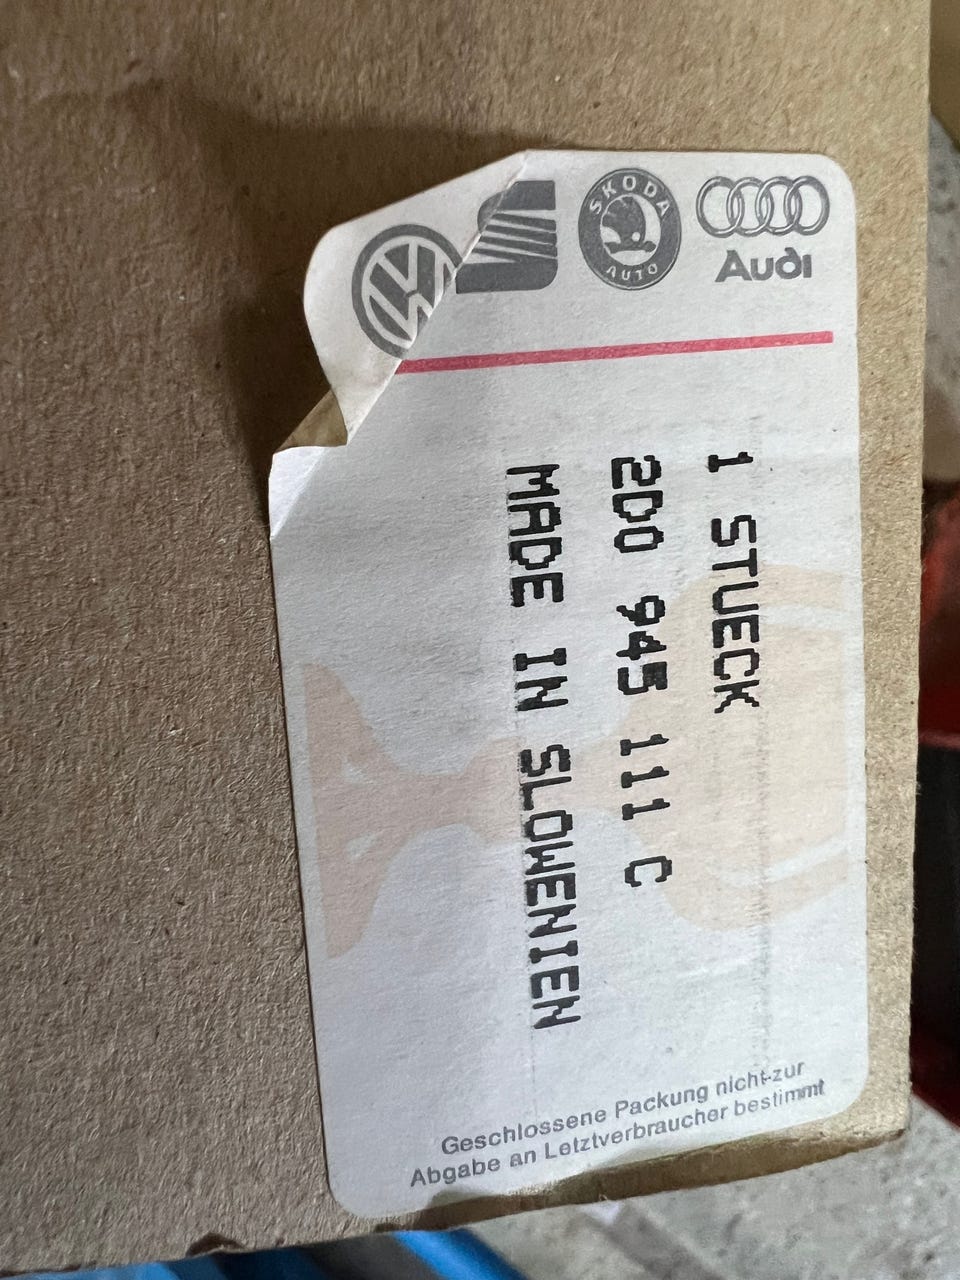 SKODA
AUTO
Audi
1 STUECK
2D0 945 111 C
MADE IN SLOWENIEN
Geschlossene Packung nicht zur
Abgabe an Letztverbraucher bestimmt